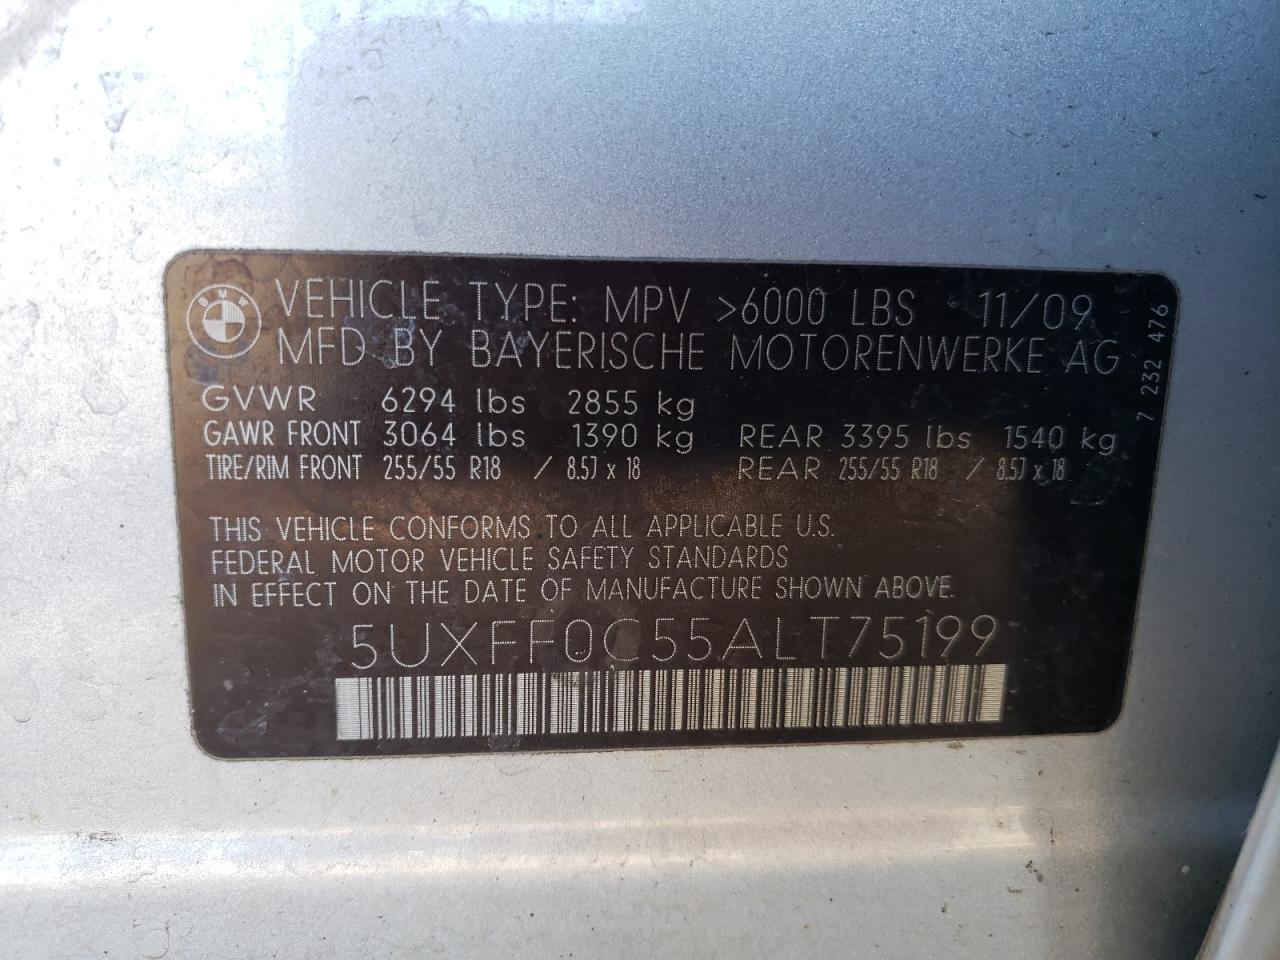 BMW
VEHICLE TYPE: MPV >6000 LBS 11/09
MFD BY BAYERISCHE MOTORENWERKE AG
GVWR 6294 lbs 2855 kg
GAWR FRONT 3064 lbs 1390 kg REAR 3395 lbs 1540 kg
TIRE/RIM FRONT 255/55 R18 / 8.5J x 18 REAR 255/55 R18 / 8.5J x 18
THIS VEHICLE CONFORMS TO ALL APPLICABLE U.S.
FEDERAL MOTOR VEHICLE SAFETY STANDARDS
IN EFFECT ON THE DATE OF MANUFACTURE SHOWN ABOVE.
5UXFF0C55ALT75199
7 232 476